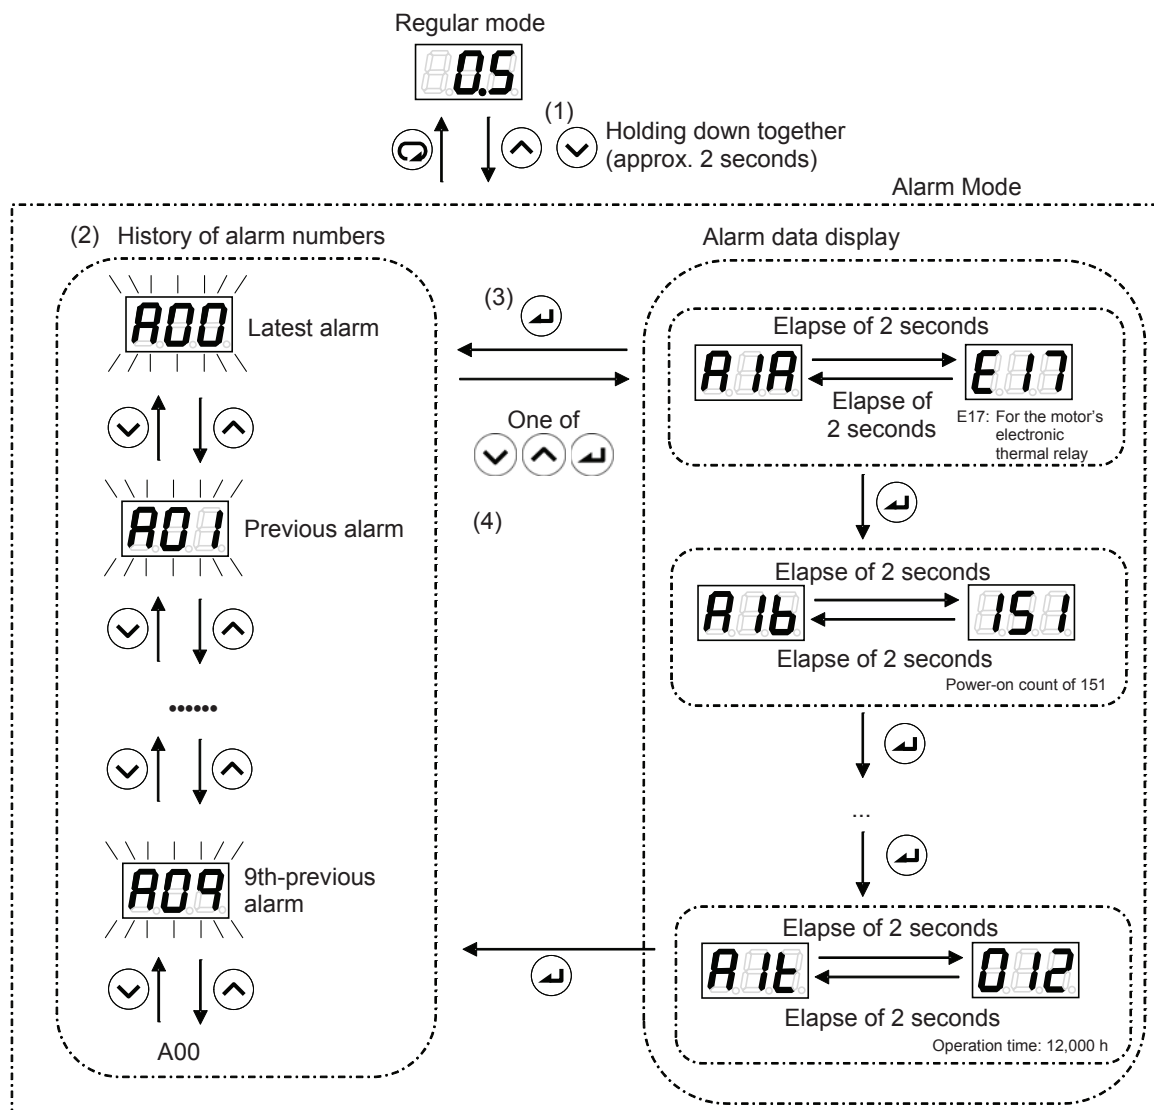 Regular mode
0.5
(1)
Holding down together
(approx. 2 seconds)
Alarm Mode
(2) History of alarm numbers
A00
Latest alarm
A01
Previous alarm
••••••
A09
9th-previous
alarm
A00
(3)
One of
(4)
Alarm data display
Elapse of 2 seconds
A1A
E17
Elapse of
2 seconds
E17: For the motor's
electronic
thermal relay
Elapse of 2 seconds
A1b
151
Elapse of 2 seconds
Power-on count of 151
...
Elapse of 2 seconds
A1t
012
Elapse of 2 seconds
Operation time: 12,000 h